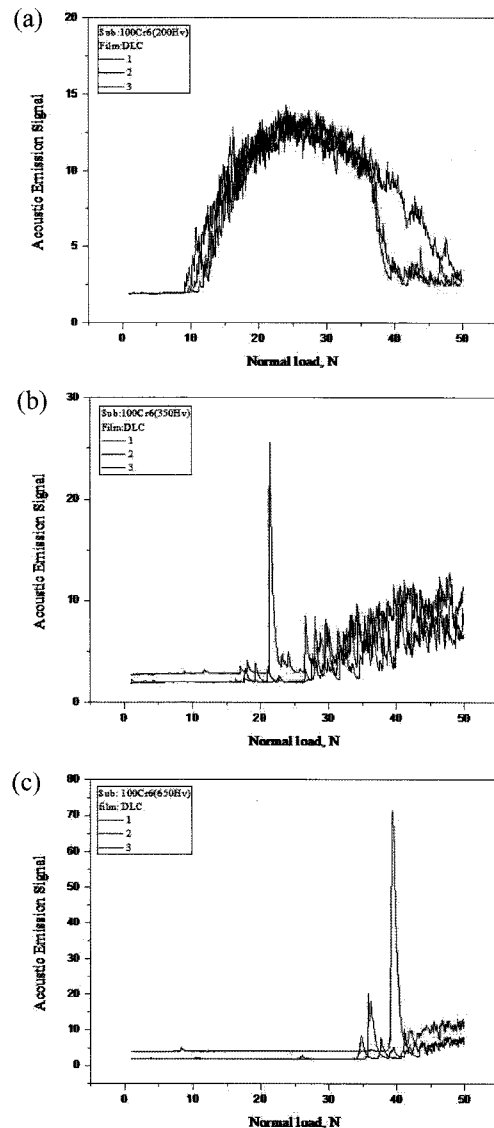 (a)
Sub:100Cr6(200Hv)
Film:DLC
1
2
3
20
15
10
5
0
Acoustic Emission Signal
0 10 20 30 40 50
Normal load, N
(b)
Sub:100Cr6(350Hv)
Film:DLC
1
2
3
30
20
10
0
Acoustic Emission Signal
0 10 20 30 40 50
Normal load, N
(c)
Sub: 100Cr6(650Hv)
film:DLC
1
2
3
80
70
60
50
40
30
20
10
0
Acoustic Emission Signal
0 10 20 30 40 50
Normal load, N